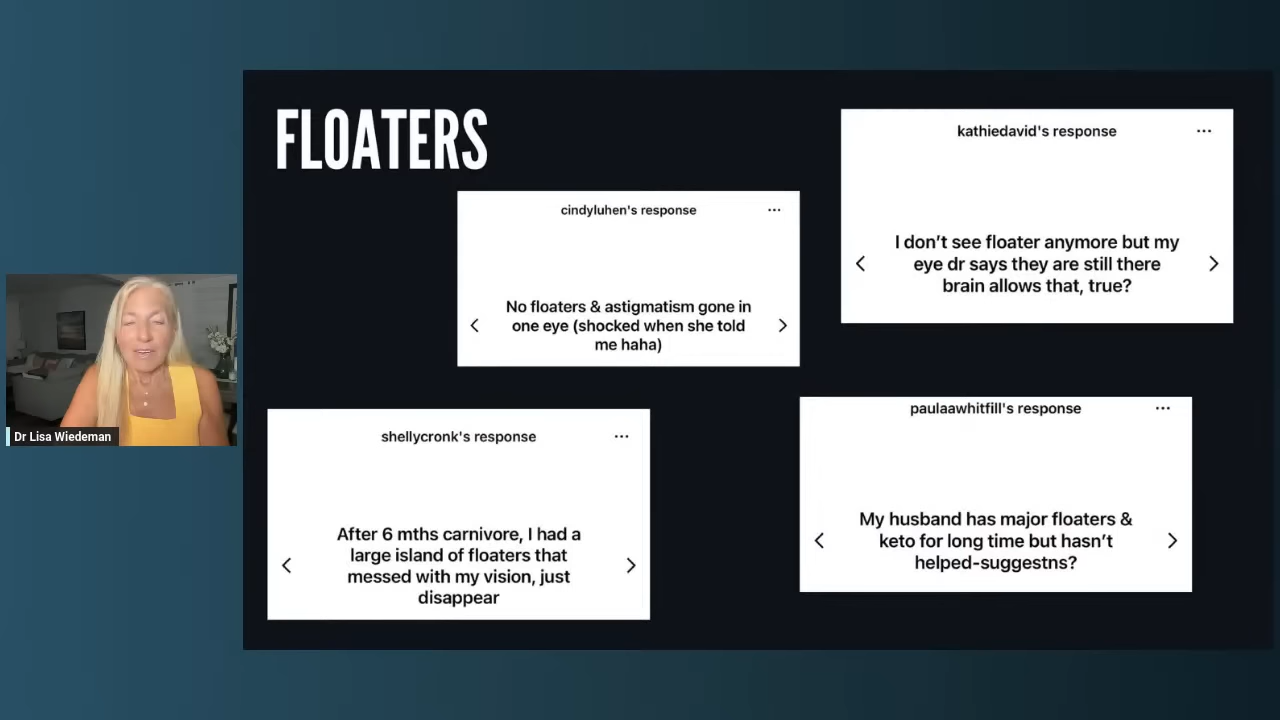 FLOATERS
kathiedavid's response ...
I don't see floater anymore but my
eye dr says they are still there
brain allows that, true?
cindyluhen's response ...
No floaters & astigmatism gone in
one eye (shocked when she told
me haha)
shellycronk's response ...
After 6 mths carnivore, I had a
large island of floaters that
messed with my vision, just
disappear
paulaawhitfill's response ...
My husband has major floaters &
keto for long time but hasn't
helped-suggestns?
Dr Lisa Wiedeman